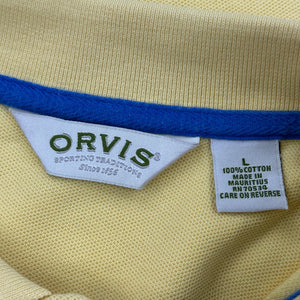 ORVIS®
SPORTING TRADITIONS
Since 1856
L
100% COTTON
MADE IN
MAURITIUS
RN 70534
CARE ON REVERSE